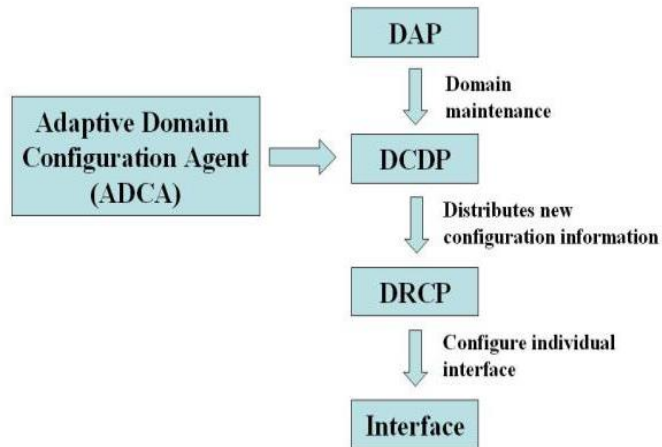 DAP
Domain
maintenance
Adaptive Domain
Configuration Agent
(ADCA)
DCDP
Distributes new
configuration information
DRCP
Configure individual
interface
Interface